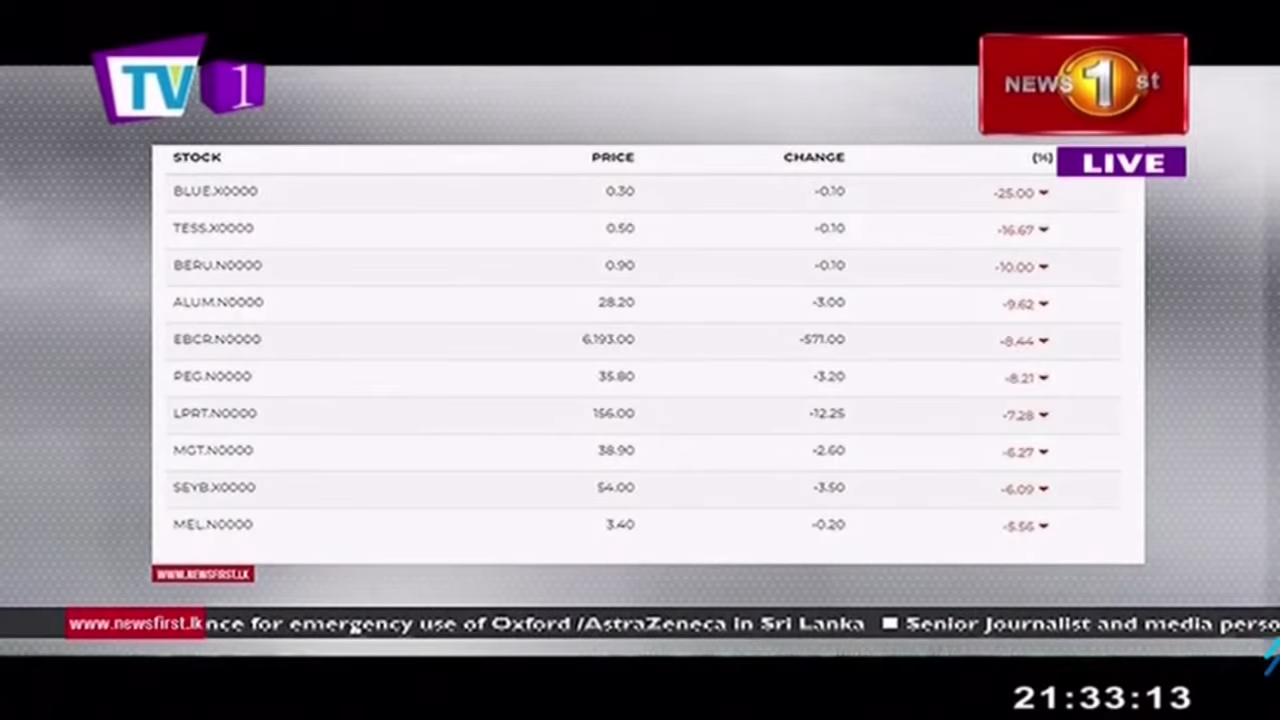 TV 1
NEWS 1st
LIVE
STOCK PRICE CHANGE (%)
BLUE.X0000 0.30 -0.10 -25.00
TESS.X0000 0.50 -0.10 -16.67
BERU.N0000 0.90 -0.10 -10.00
ALUM.N0000 28.20 -3.00 -9.62
EBCR.N0000 6,193.00 -571.00 -8.44
PEG.N0000 35.80 -3.20 -8.21
LPRT.N0000 156.00 -12.25 -7.28
MGT.N0000 38.90 -2.60 -6.27
SEYB.X0000 54.00 -3.50 -6.09
MEL.N0000 3.40 -0.20 -5.56
WWW.NEWSFIRST.LK
www.newsfirst.lk nce for emergency use of Oxford /AstraZeneca in Sri Lanka ■ Senior Journalist and media perso
21:33:13